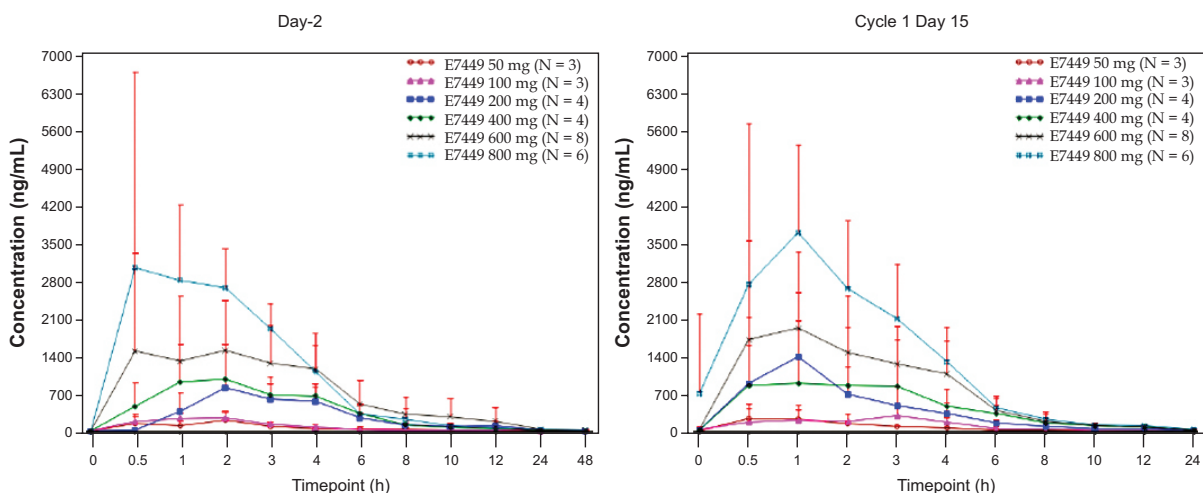 Day-2
7000
6300
5600
4900
4200
3500
2800
2100
1400
700
0
Concentration (ng/mL)
E7449 50 mg (N = 3)
E7449 100 mg (N = 3)
E7449 200 mg (N = 4)
E7449 400 mg (N = 4)
E7449 600 mg (N = 8)
E7449 800 mg (N = 6)
0 0.5 1 2 3 4 6 8 10 12 24 48
Timepoint (h)
Cycle 1 Day 15
7000
6300
5600
4900
4200
3500
2800
2100
1400
700
0
Concentration (ng/mL)
E7449 50 mg (N = 3)
E7449 100 mg (N = 3)
E7449 200 mg (N = 4)
E7449 400 mg (N = 4)
E7449 600 mg (N = 8)
E7449 800 mg (N = 6)
0 0.5 1 2 3 4 6 8 10 12 24
Timepoint (h)